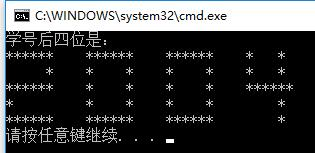 C:\WINDOWS\system32\cmd.exe
学号后四位是:
******   ******   ******   *  *
     *   *    *   *    *   *  *
******   *    *   *    *   ******
*        *    *   *    *      *
******   ******   ******      *
请按任意键继续. . .